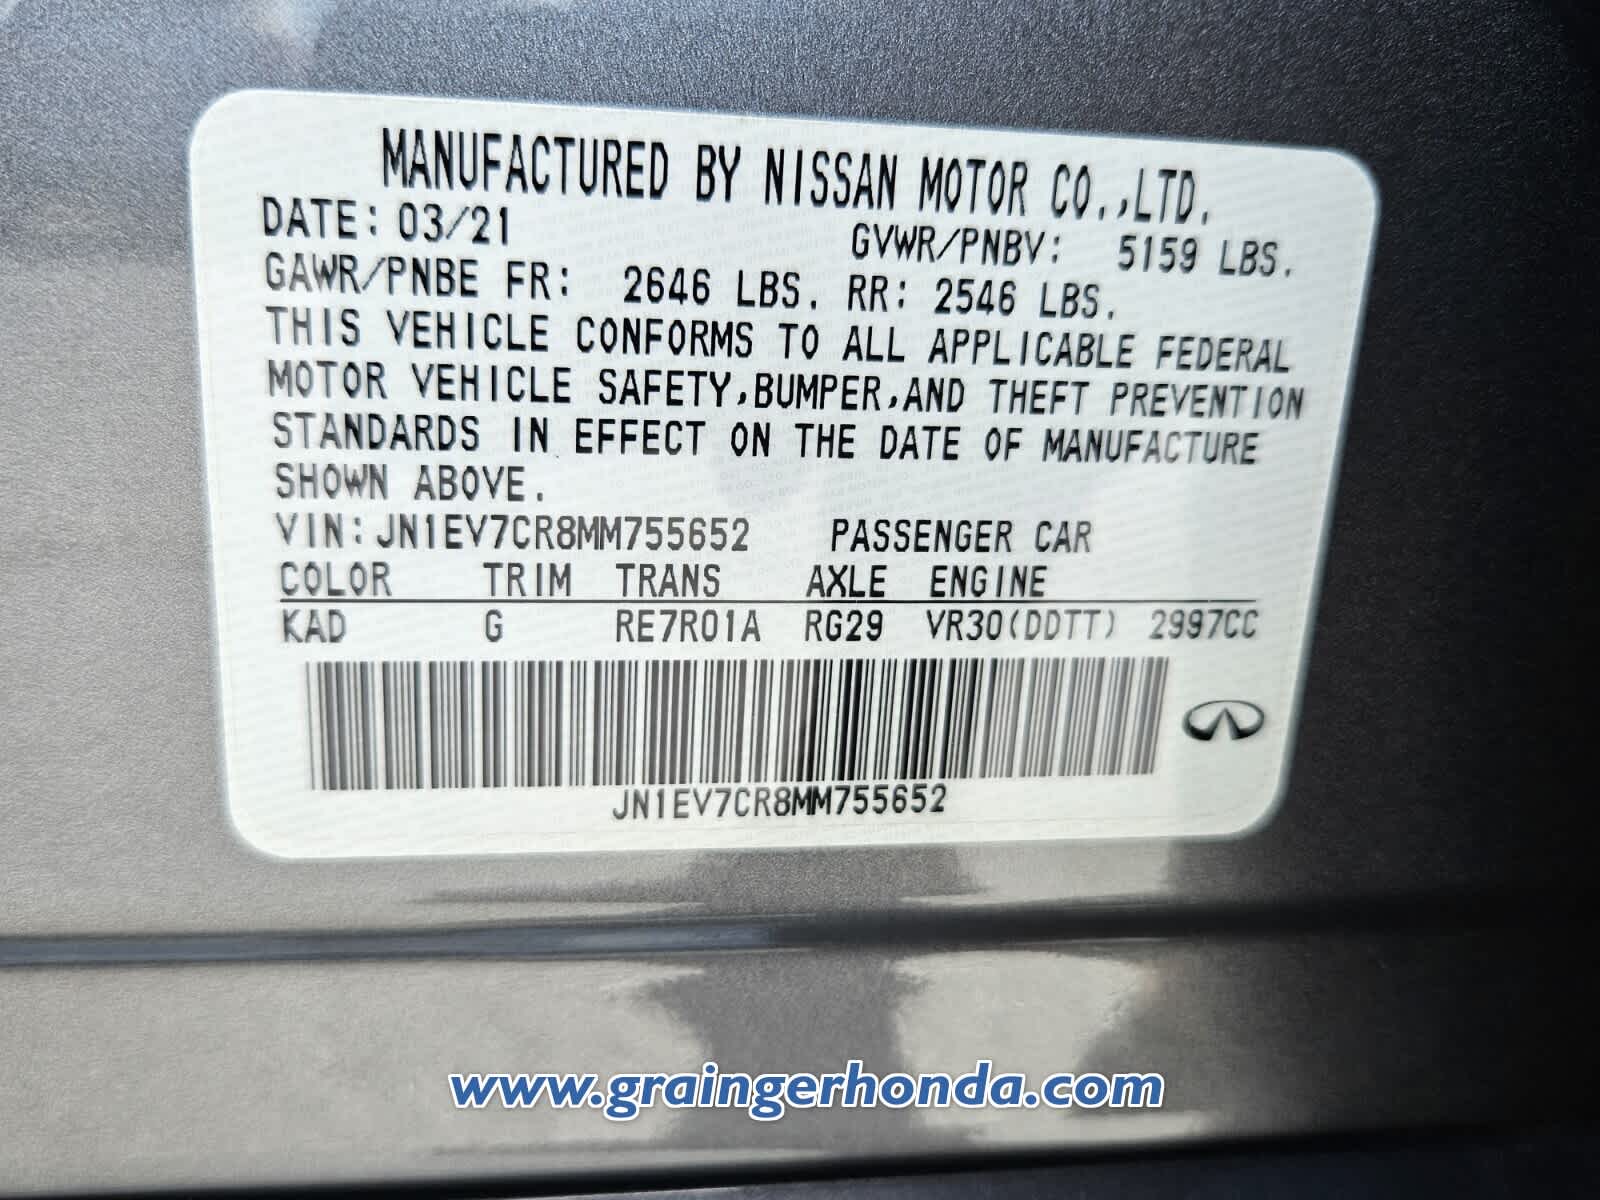 MANUFACTURED BY NISSAN MOTOR CO.,LTD.
DATE: 03/21 GVWR/PNBV: 5159 LBS.
GAWR/PNBE FR: 2646 LBS. RR: 2546 LBS.
THIS VEHICLE CONFORMS TO ALL APPLICABLE FEDERAL
MOTOR VEHICLE SAFETY,BUMPER,AND THEFT PREVENTION
STANDARDS IN EFFECT ON THE DATE OF MANUFACTURE
SHOWN ABOVE.
VIN:JN1EV7CR8MM755652 PASSENGER CAR
COLOR TRIM TRANS AXLE ENGINE
KAD G RE7R01A RG29 VR30(DDTT) 2997CC
JN1EV7CR8MM755652
www.graingerhonda.com